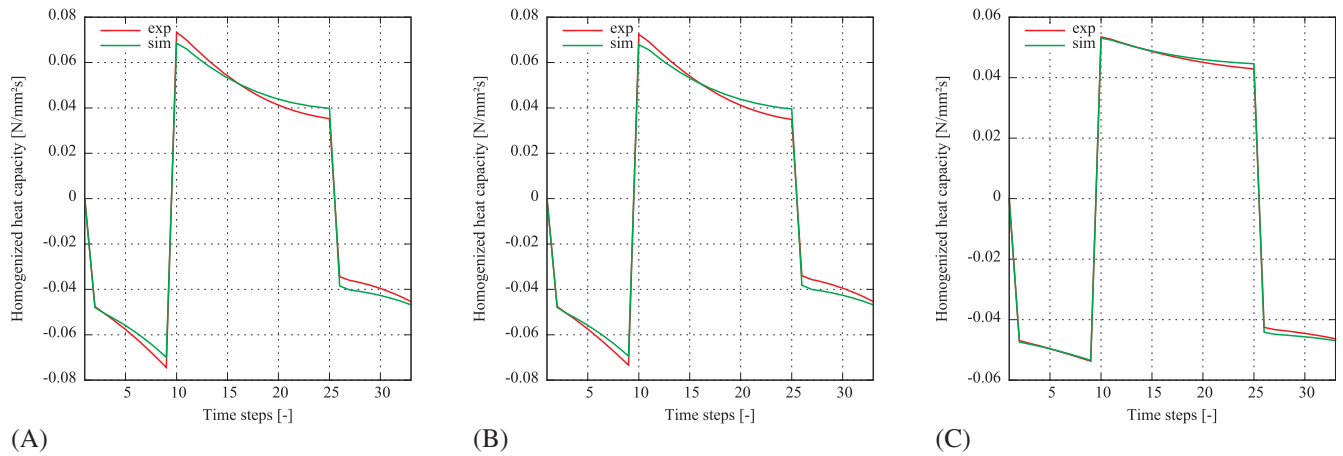 0.08
0.06
0.04
0.02
0
-0.02
-0.04
-0.06
-0.08
Homogenized heat capacity [N/mm²s]
exp
sim
5 10 15 20 25 30
Time steps [-]
(A)
0.08
0.06
0.04
0.02
0
-0.02
-0.04
-0.06
-0.08
Homogenized heat capacity [N/mm²s]
exp
sim
5 10 15 20 25 30
Time steps [-]
(B)
0.06
0.04
0.02
0
-0.02
-0.04
-0.06
Homogenized heat capacity [N/mm²s]
exp
sim
5 10 15 20 25 30
Time steps [-]
(C)